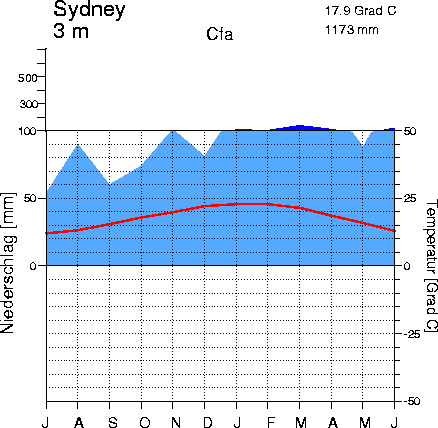 Sydney
17.9 Grad C
3 m
Cfa
1173 mm
500
300
100
50
50
25
0
0
-25
-50
Niederschlag [mm]
Temperatur [Grad C]
J A S O N D J F M A M J